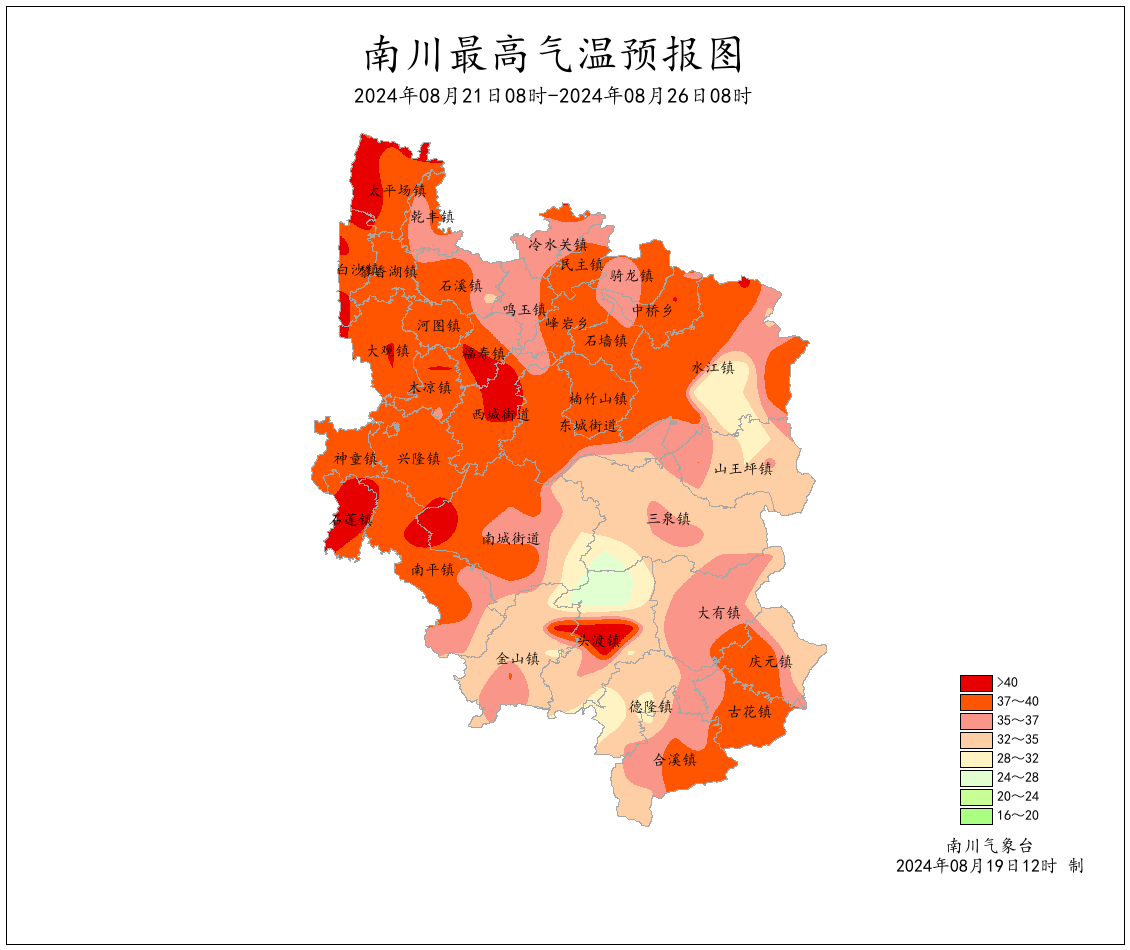 南川最高气温预报图
2024年08月21日08时-2024年08月26日08时
太平场镇
乾丰镇
冷水关镇
民主镇
白沙镇
黎香湖镇
骑龙镇
石溪镇
鸣玉镇
中桥乡
峰岩乡
河图镇
石墙镇
大观镇
福寿镇
水江镇
木凉镇
楠竹山镇
西城街道
东城街道
神童镇
兴隆镇
山王坪镇
石莲镇
三泉镇
南城街道
南平镇
大有镇
头渡镇
金山镇
庆元镇
德隆镇
古花镇
合溪镇
>40
37～40
35～37
32～35
28～32
24～28
20～24
16～20
南川气象台
2024年08月19日12时 制